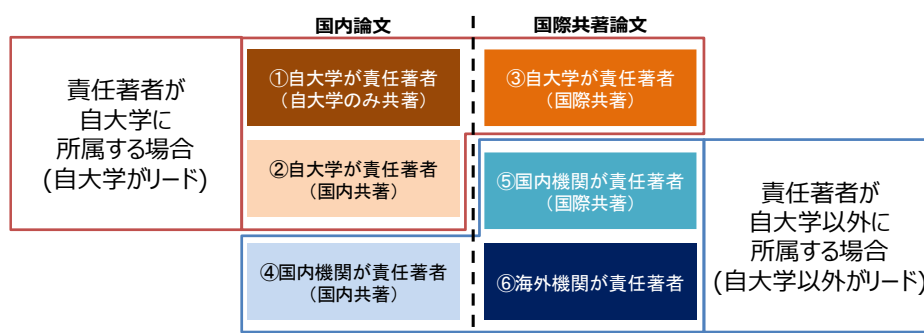 国内論文
国際共著論文
責任著者が
自大学に
所属する場合
(自大学がリード)
①自大学が責任著者
（自大学のみ共著）
②自大学が責任著者
（国内共著）
④国内機関が責任著者
（国内共著）
③自大学が責任著者
（国際共著）
⑤国内機関が責任著者
（国際共著）
⑥海外機関が責任著者
責任著者が
自大学以外に
所属する場合
(自大学以外がリード)